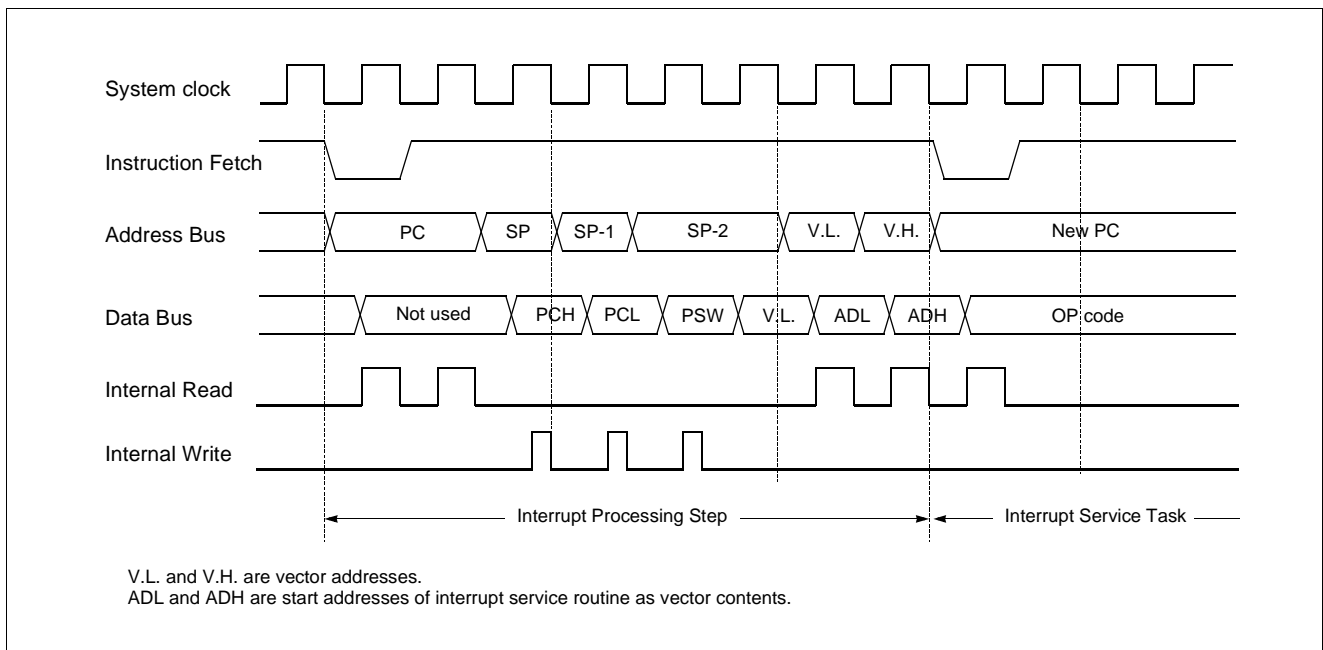 System clock
Instruction Fetch
Address Bus PC SP SP-1 SP-2 V.L. V.H. New PC
Data Bus Not used PCH PCL PSW V.L. ADL ADH OP code
Internal Read
Internal Write
Interrupt Processing Step Interrupt Service Task
V.L. and V.H. are vector addresses.
ADL and ADH are start addresses of interrupt service routine as vector contents.